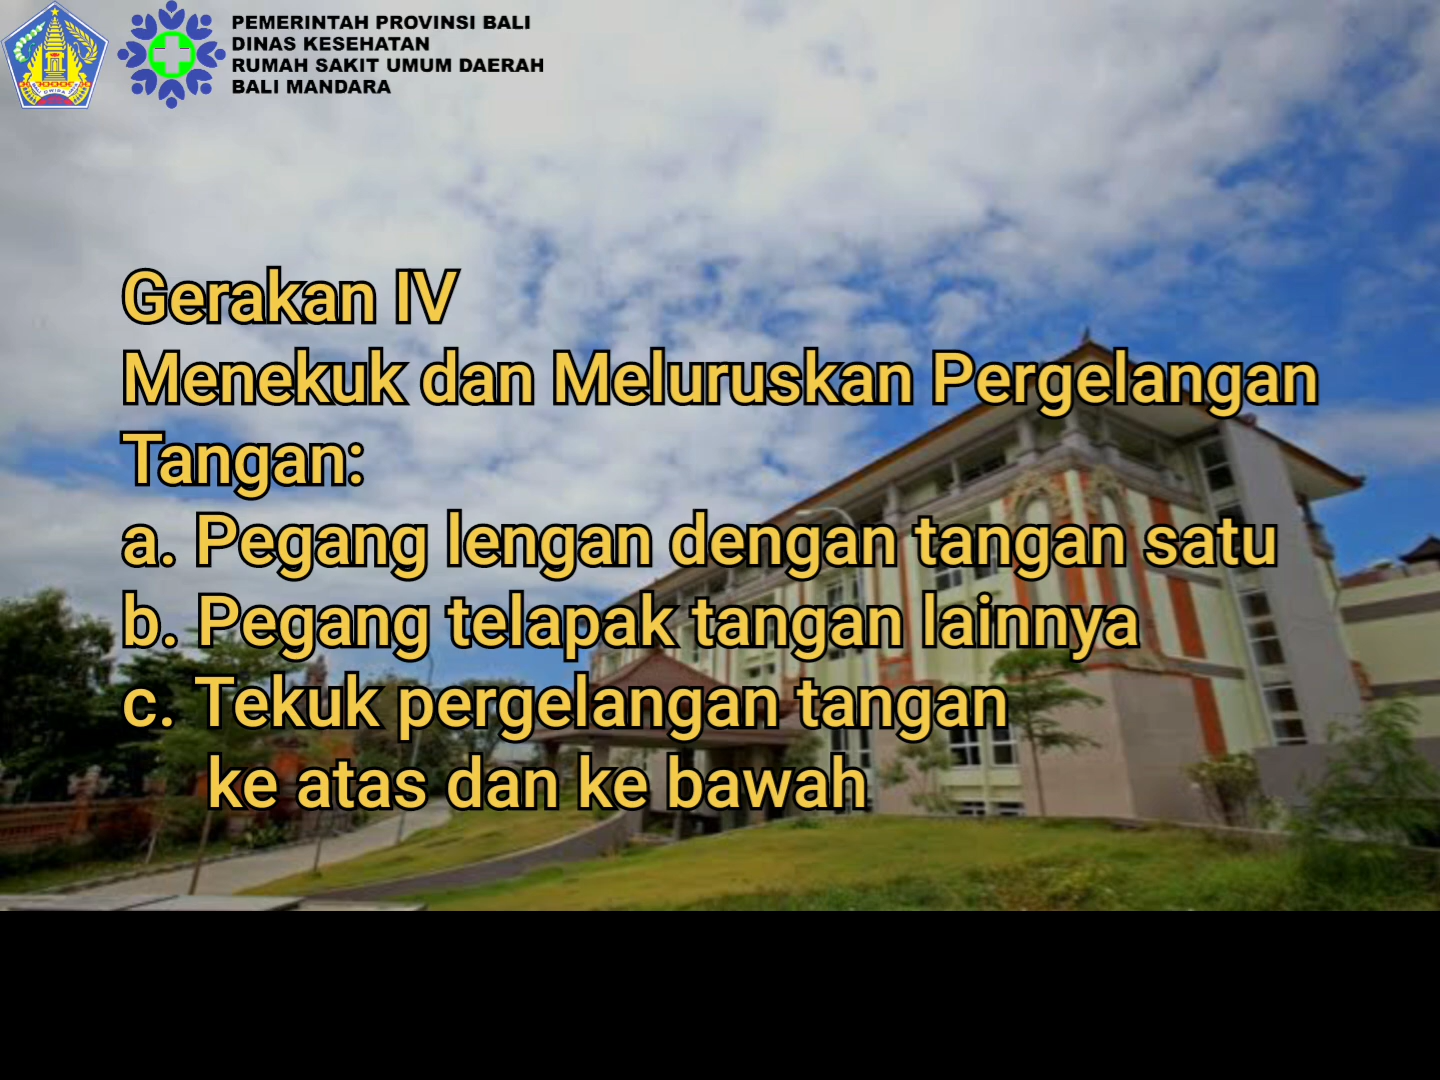 PEMERINTAH PROVINSI BALI
DINAS KESEHATAN
RUMAH SAKIT UMUM DAERAH
BALI MANDARA
Gerakan IV
Menekuk dan Meluruskan Pergelangan
Tangan:
a. Pegang lengan dengan tangan satu
b. Pegang telapak tangan lainnya
c. Tekuk pergelangan tangan
ke atas dan ke bawah